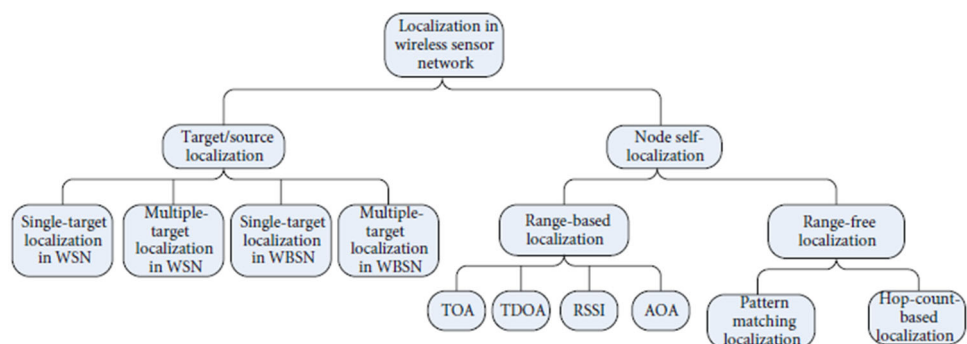 Localization in
wireless sensor
network
Target/source
localization
Node self-
localization
Single-target
localization
in WSN
Multiple-
target
localization
in WSN
Single-target
localization
in WBSN
Multiple-
target
localization
in WBSN
Range-based
localization
Range-free
localization
TOA
TDOA
RSSI
AOA
Pattern
matching
localization
Hop-count-
based
localization